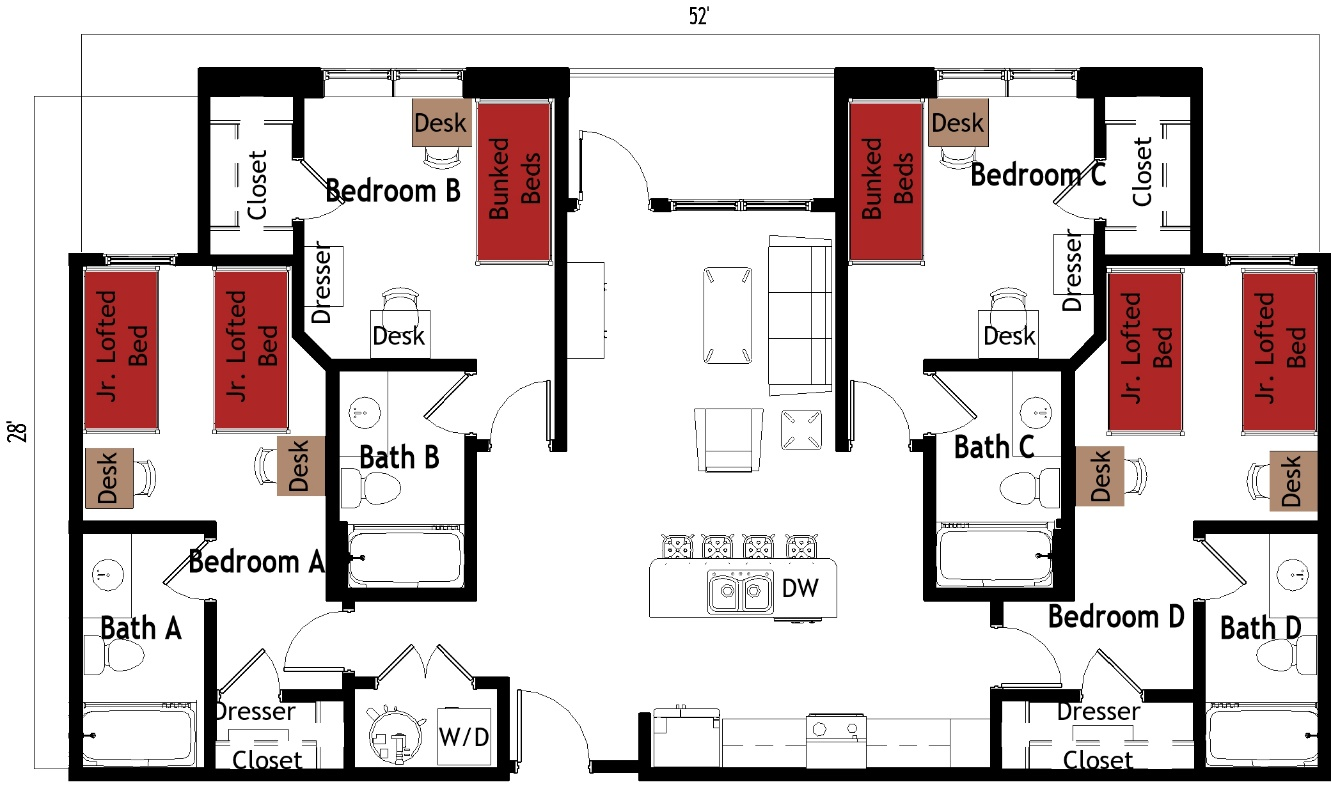 52'
28'
Desk
Bunked
Beds
Closet
Bedroom B
Dresser
Desk
Bunked
Beds
Desk
Bedroom C
Closet
Dresser
Desk
Jr. Lofted
Bed
Jr. Lofted
Bed
Jr. Lofted
Bed
Jr. Lofted
Bed
Desk
Desk
Bath B
Bath C
Desk
Desk
Bedroom A
Bath A
DW
Bedroom D
Bath D
Dresser
Closet
W/D
Dresser
Closet